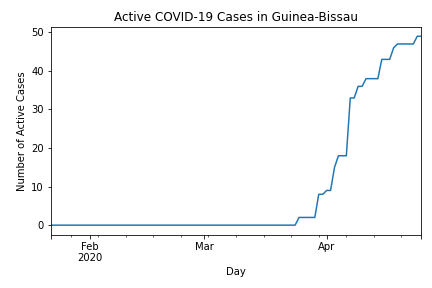 Active COVID-19 Cases in Guinea-Bissau
50
40
30
20
10
0
Number of Active Cases
Feb
2020
Mar
Apr
Day